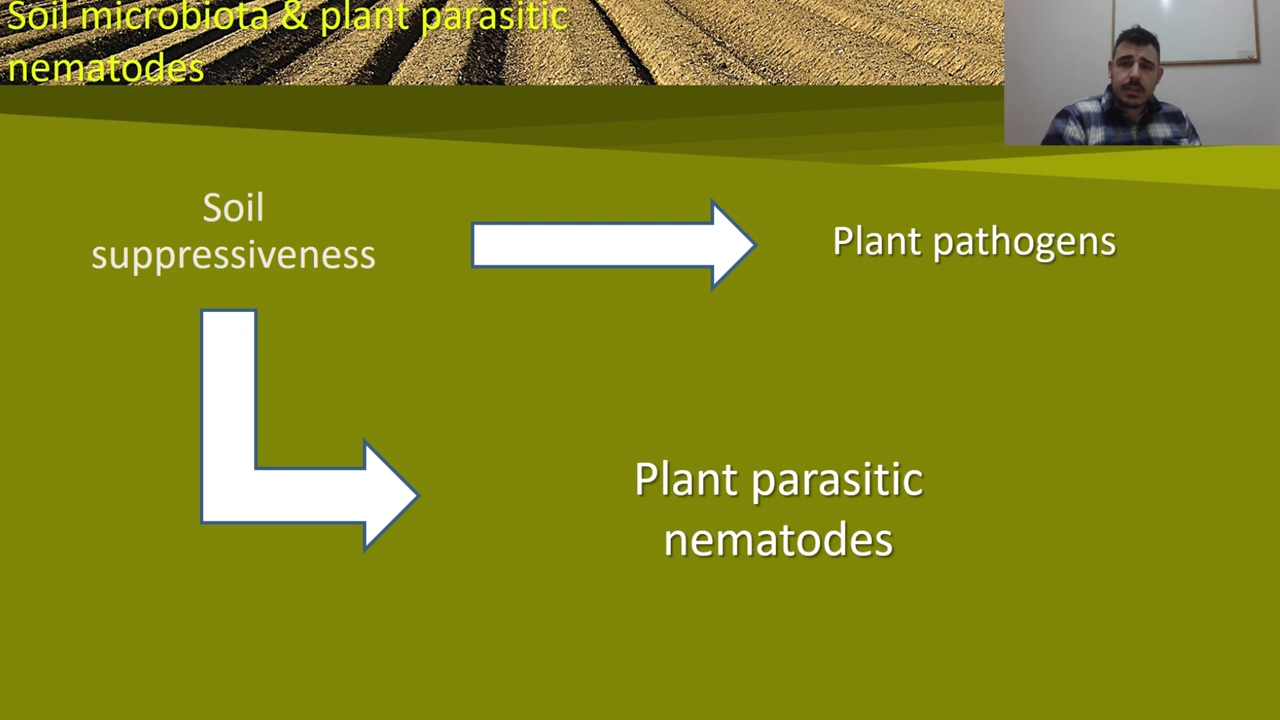 Soil microbiota & plant parasitic
nematodes
Soil
suppressiveness
Plant pathogens
Plant parasitic
nematodes